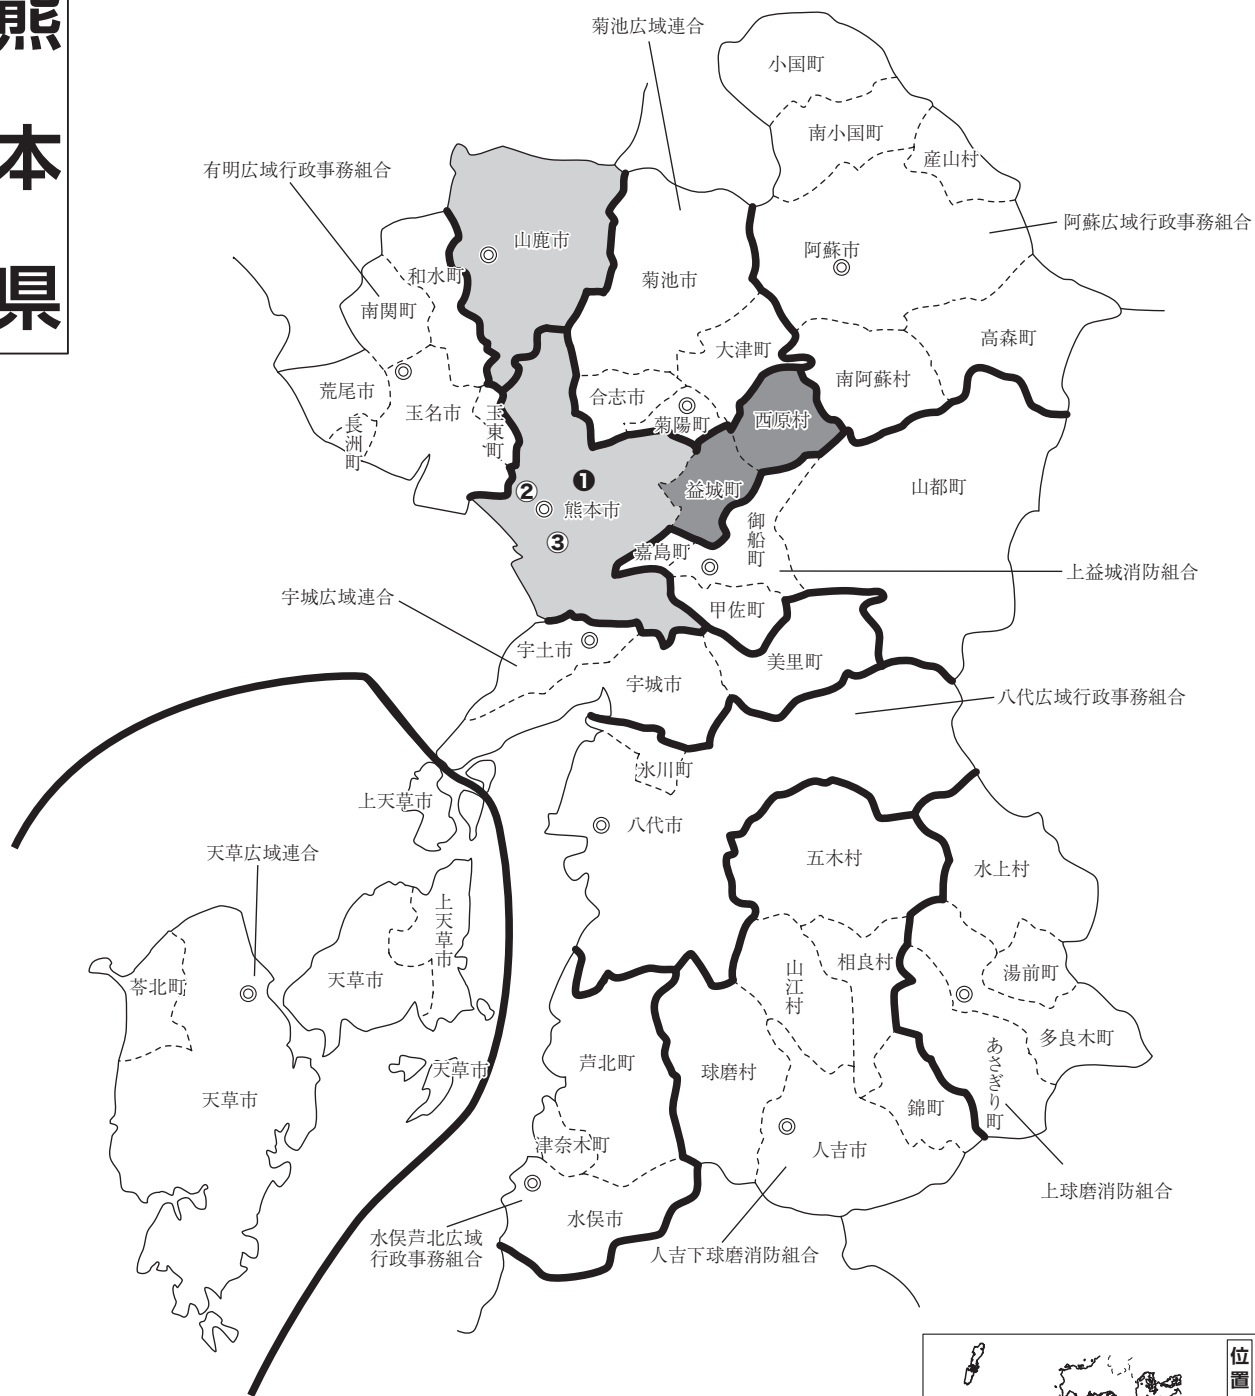 熊本県
菊池広域連合
小国町
南小国町
産山村
有明広域行政事務組合
阿蘇広域行政事務組合
山鹿市
阿蘇市
和水町
菊池市
南関町
高森町
大津町
南阿蘇村
荒尾市
合志市
玉名市
玉東町
長洲町
菊陽町
西原村
1
益城町
山都町
2
熊本市
御船町
3
嘉島町
上益城消防組合
宇城広域連合
甲佐町
宇土市
美里町
宇城市
八代広域行政事務組合
氷川町
上天草市
八代市
天草広域連合
五木村
水上村
上天草市
相良村
湯前町
天草市
苓北町
山江村
多良木町
あさぎり町
芦北町
球磨村
天草市
天草市
錦町
津奈木町
人吉市
上球磨消防組合
水俣市
水俣芦北広域
行政事務組合
人吉下球磨消防組合
位置